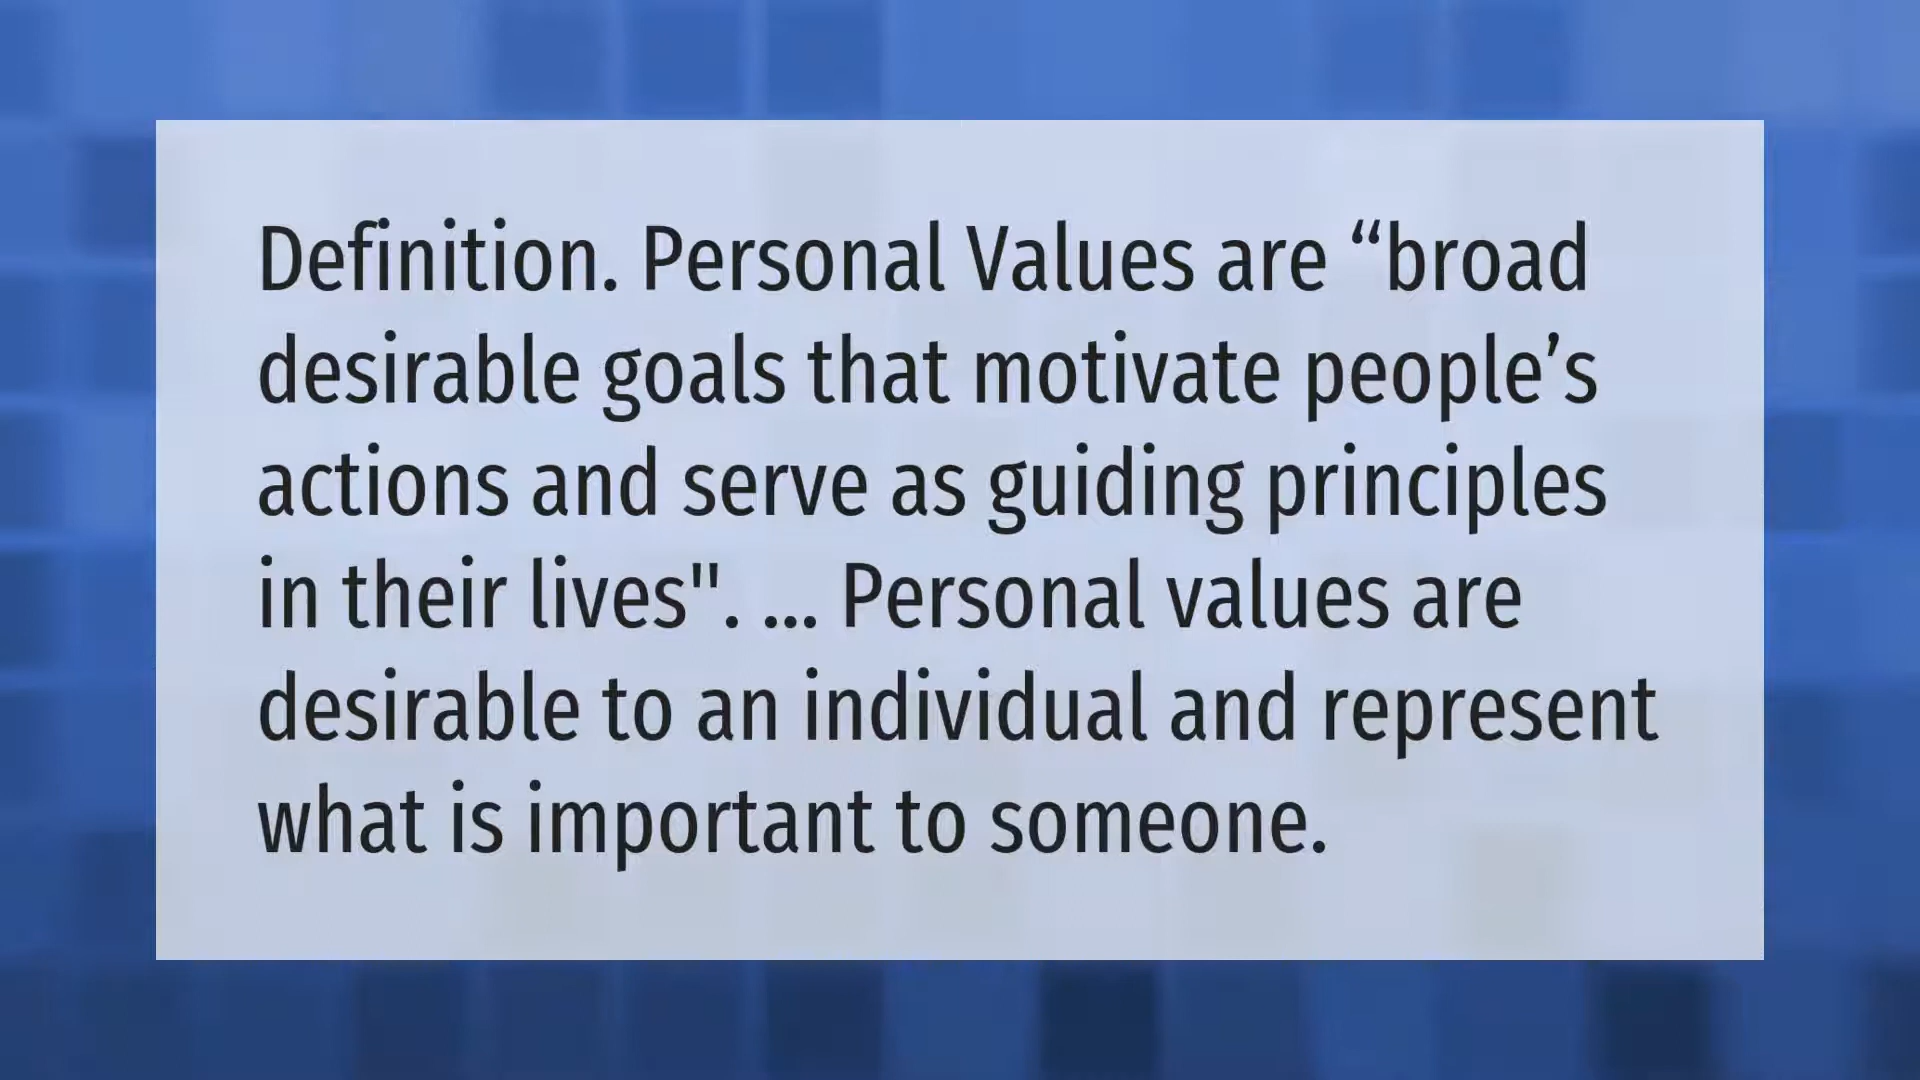 Definition. Personal Values are “broad
desirable goals that motivate people’s
actions and serve as guiding principles
in their lives". ... Personal values are
desirable to an individual and represent
what is important to someone.